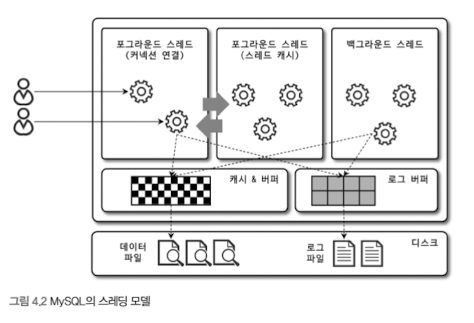 포그라운드 스레드
(커넥션 연결)
포그라운드 스레드
(스레드 캐시)
백그라운드 스레드
캐시 & 버퍼
로그 버퍼
데이터
파일
로그
파일
디스크
그림 4.2 MySQL의 스레딩 모델